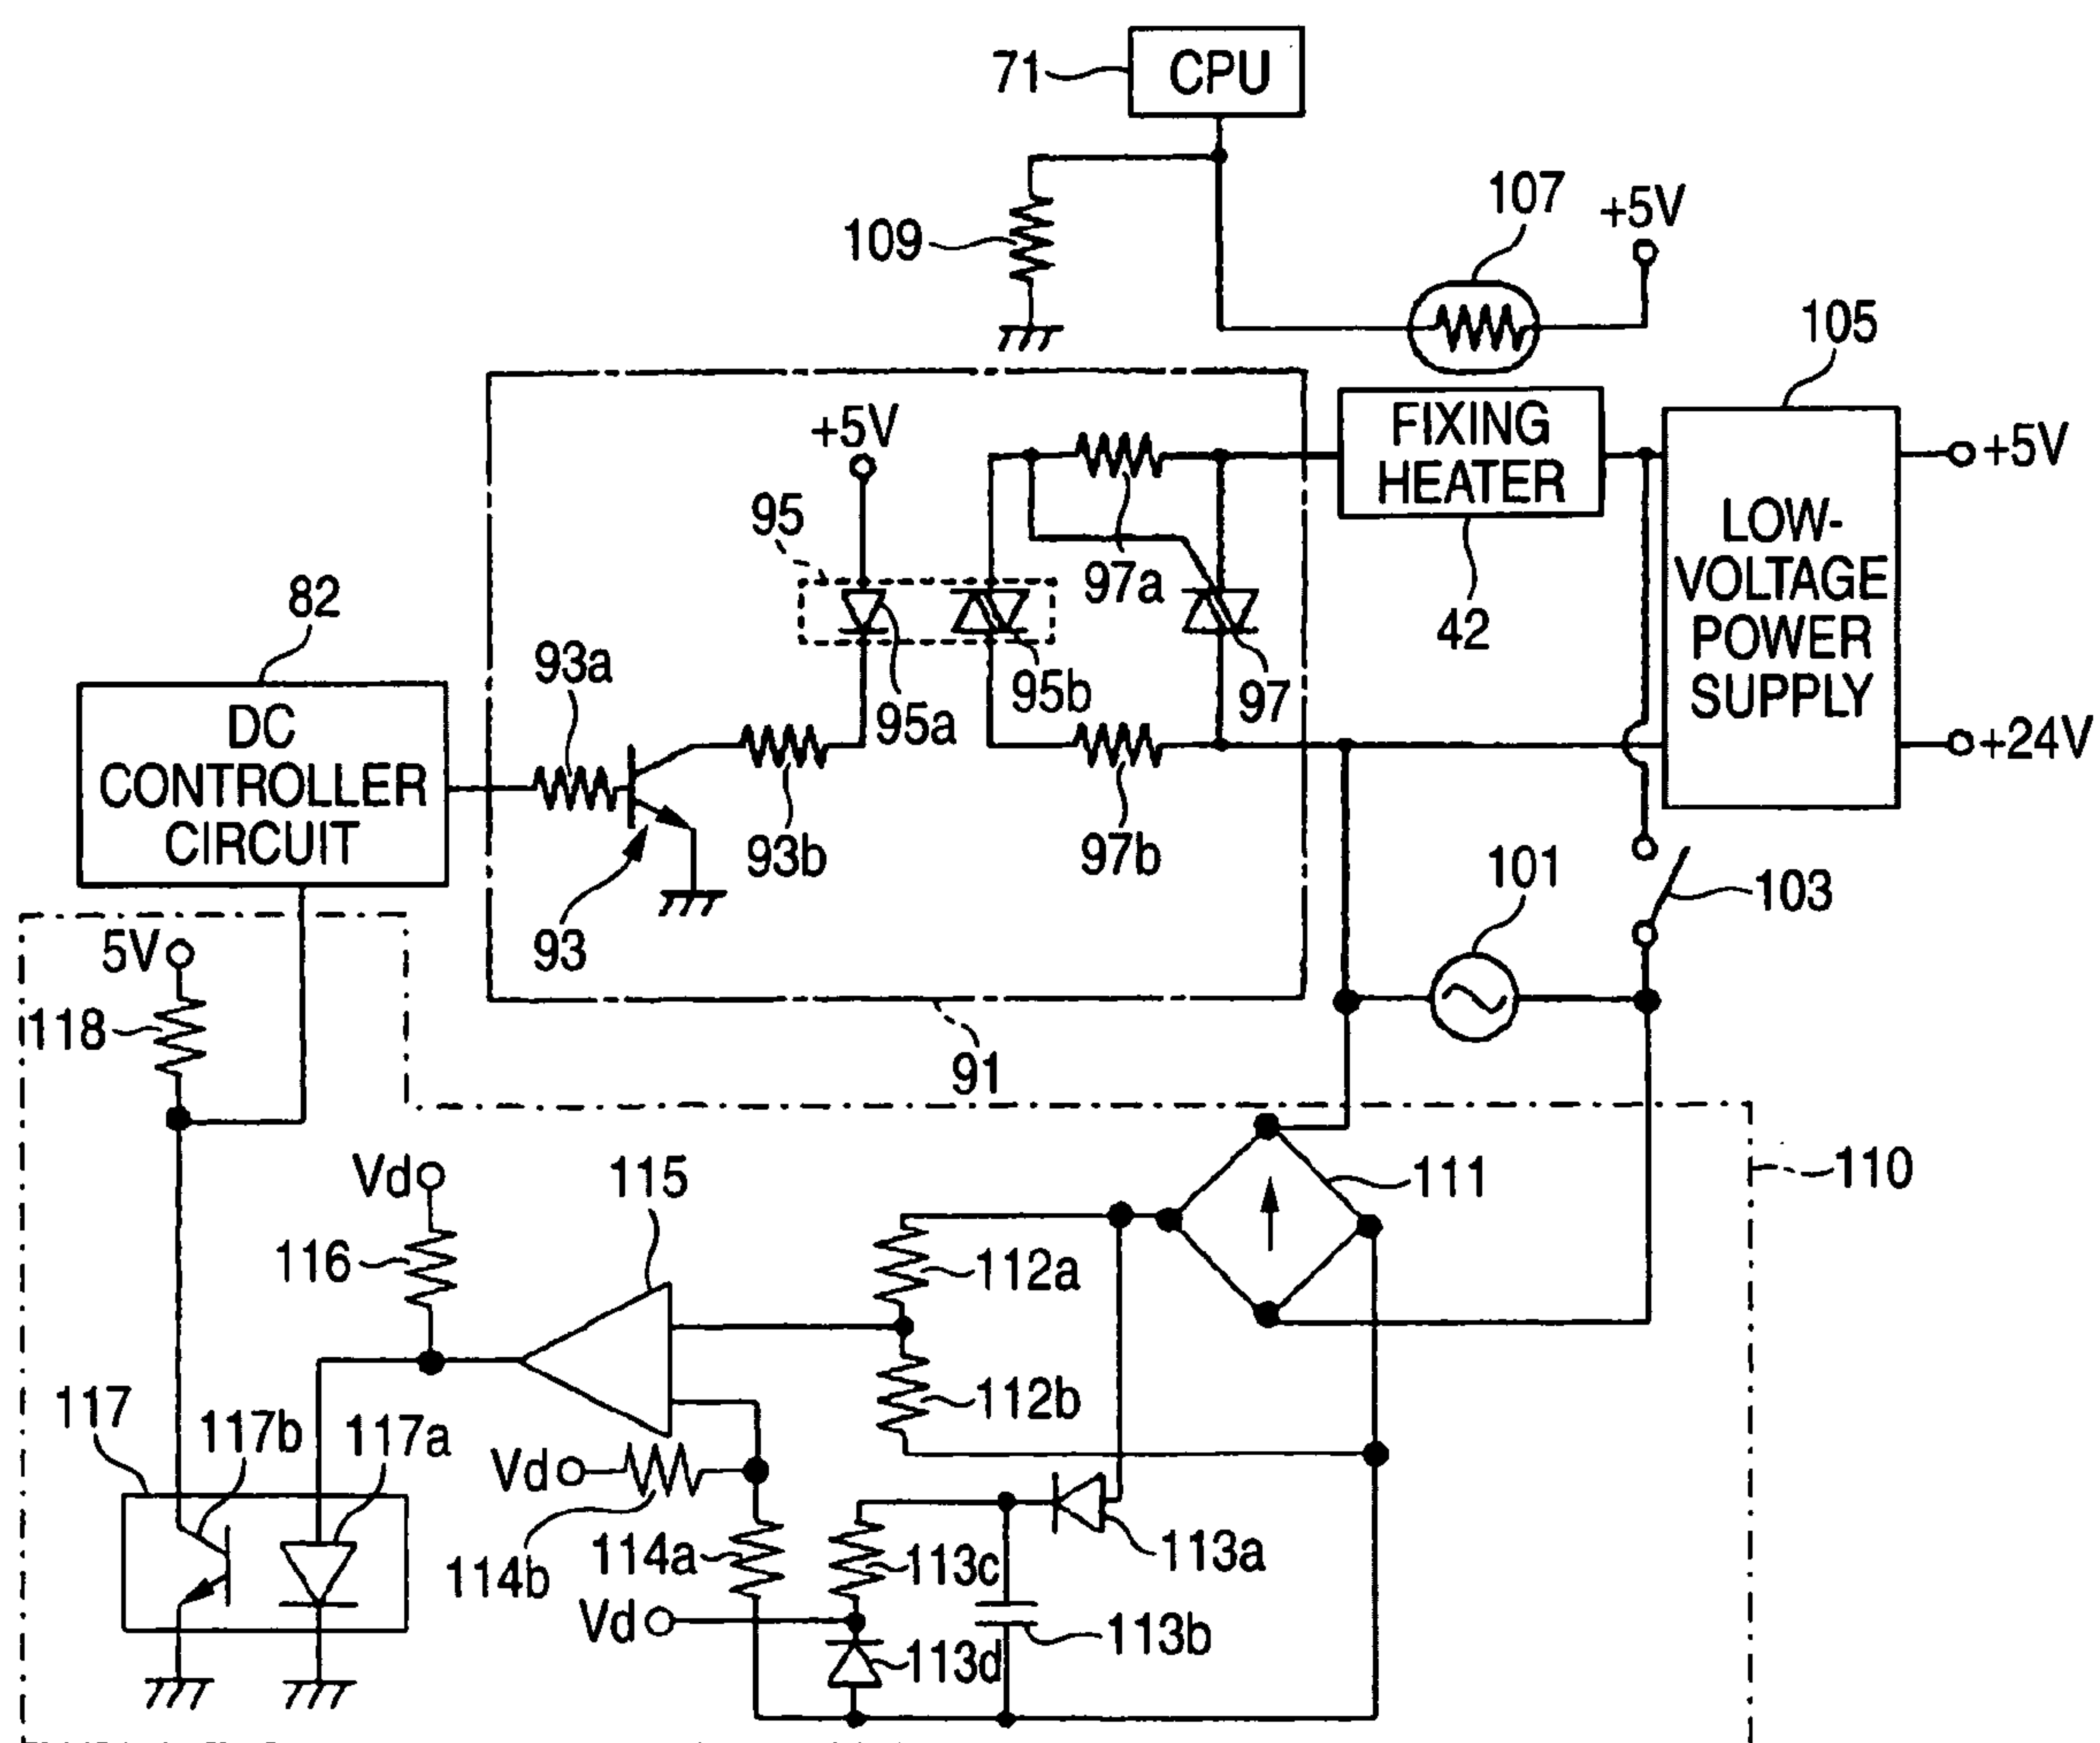 71
CPU
107
+5V
109
105
+5V
FIXING
HEATER
+5V
95
LOW-
VOLTAGE
POWER
SUPPLY
97a
82
42
93a
95b
97
95a
DC
CONTROLLER
CIRCUIT
+24V
93b
97b
101
103
93
5V
118
91
110
Vd
115
111
116
112a
112b
117
117b
117a
Vd
114b
114a
113c
113a
Vd
113d
113b